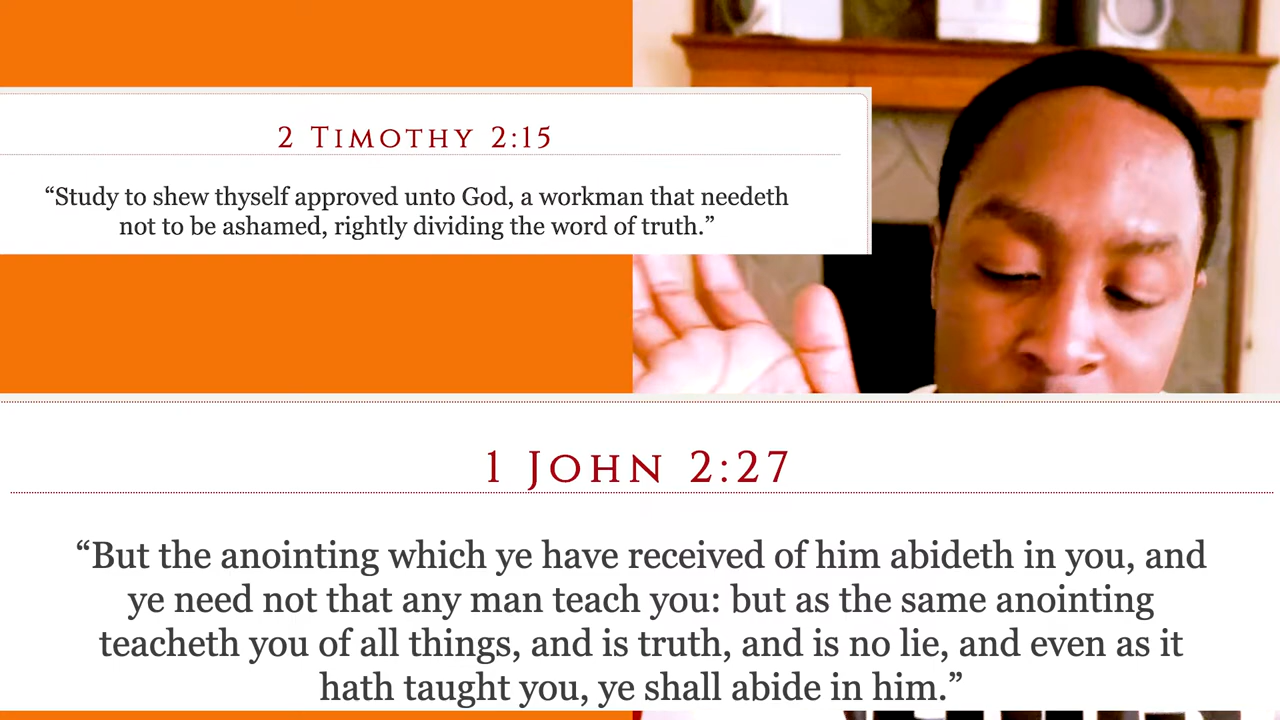 2 Timothy 2:15
“Study to shew thyself approved unto God, a workman that needeth
not to be ashamed, rightly dividing the word of truth.”
1 John 2:27
“But the anointing which ye have received of him abideth in you, and
ye need not that any man teach you: but as the same anointing
teacheth you of all things, and is truth, and is no lie, and even as it
hath taught you, ye shall abide in him.”